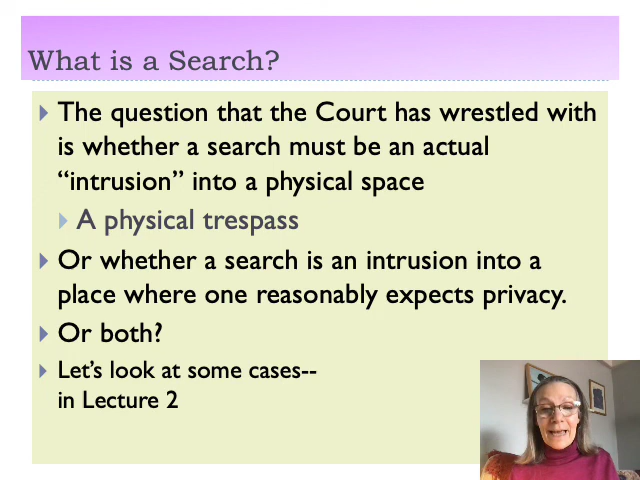 What is a Search?
The question that the Court has wrestled with
is whether a search must be an actual
“intrusion” into a physical space
A physical trespass
Or whether a search is an intrusion into a
place where one reasonably expects privacy.
Or both?
Let’s look at some cases--
in Lecture 2